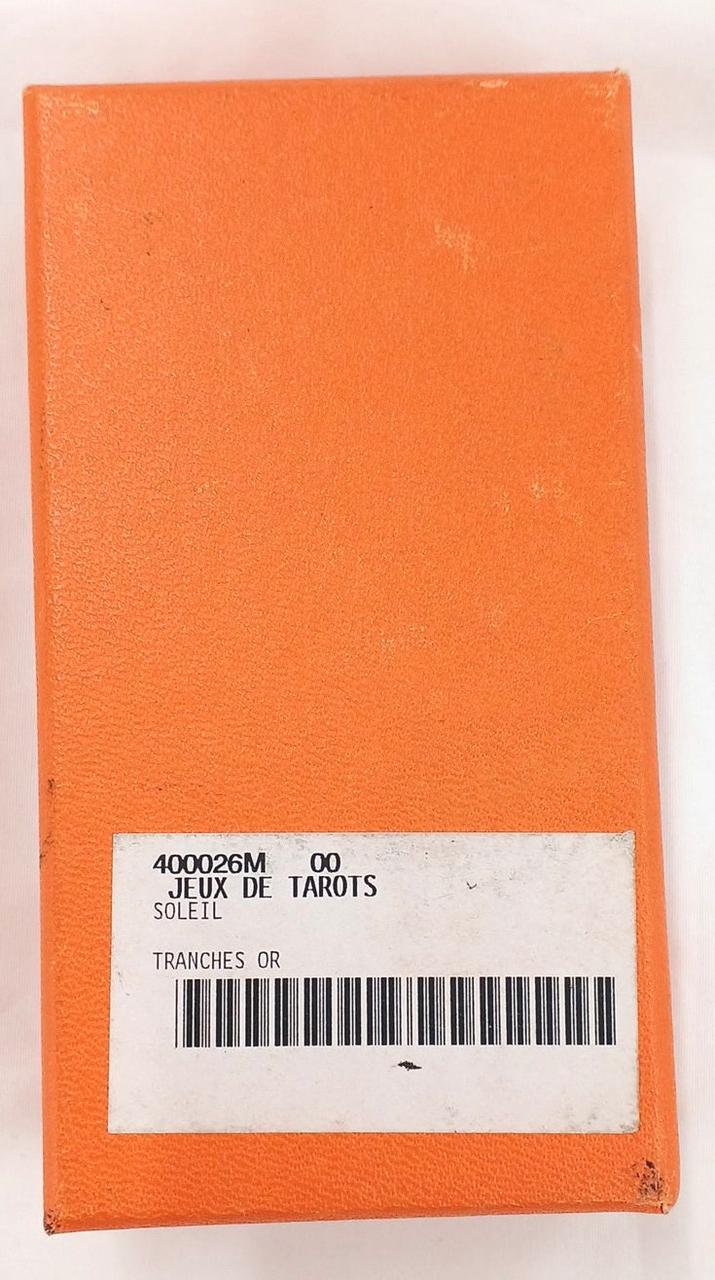 400026M 00
JEUX DE TAROTS
SOLEIL
TRANCHES OR